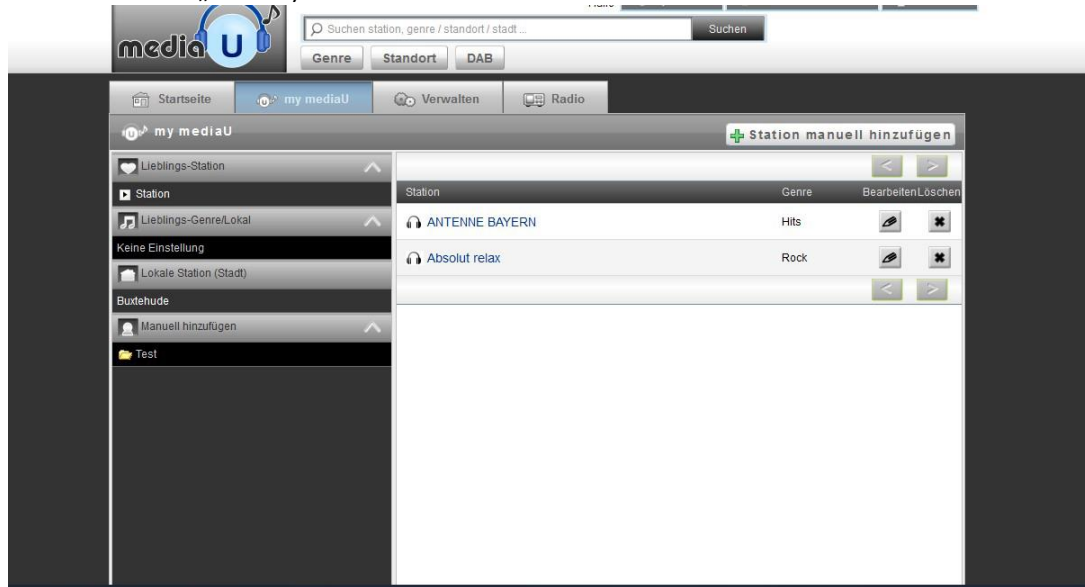 media U
Suchen station, genre / standort / stadt ...
Suchen
Genre Standort DAB
Startseite my mediaU Verwalten Radio
my mediaU
Station manuell hinzufügen
Lieblings-Station
< >
Station
Station Genre Bearbeiten Löschen
Lieblings-Genre/Lokal
ANTENNE BAYERN Hits
Keine Einstellung
Absolut relax Rock
Lokale Station (Stadt)
< >
Buxtehude
Manuell hinzufügen
Test